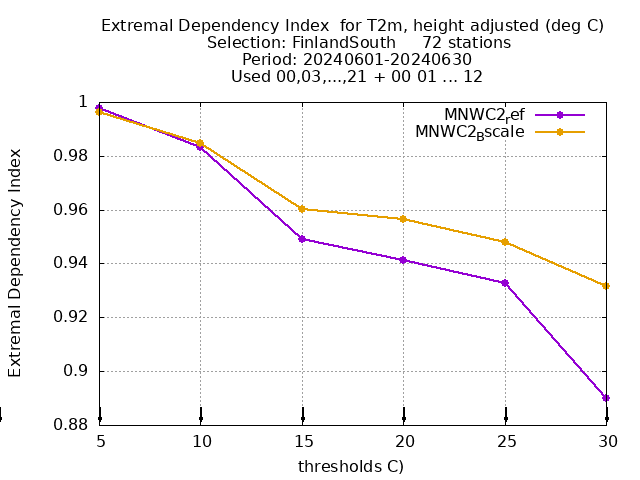 Extremal Dependency Index  for T2m, height adjusted (deg C)
Selection: FinlandSouth     72 stations
Period: 20240601-20240630
Used 00,03,...,21 + 00 01 ... 12
MNWC2ref
MNWC2Bscale
Extremal Dependency Index
1
0.98
0.96
0.94
0.92
0.9
0.88
5 10 15 20 25 30
thresholds C)